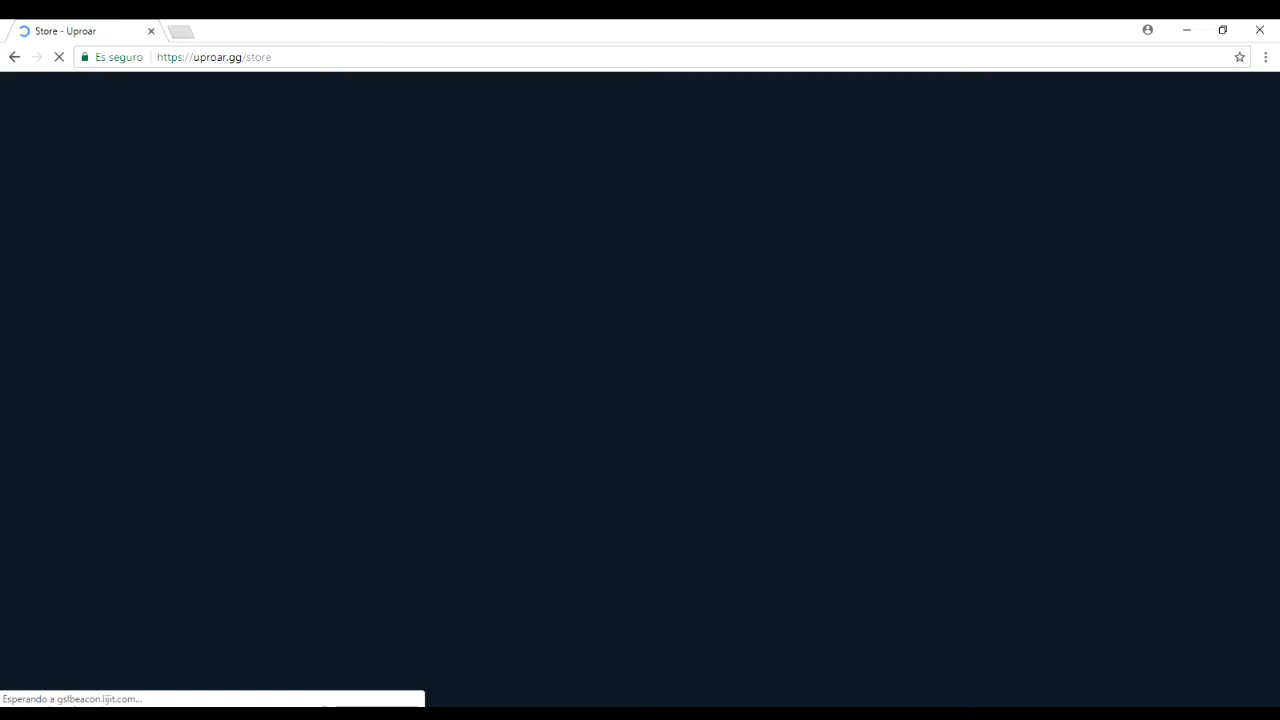 Store - Uproar
Es seguro
https://uproar.gg/store
Esperando a gslbeacon.lijit.com...